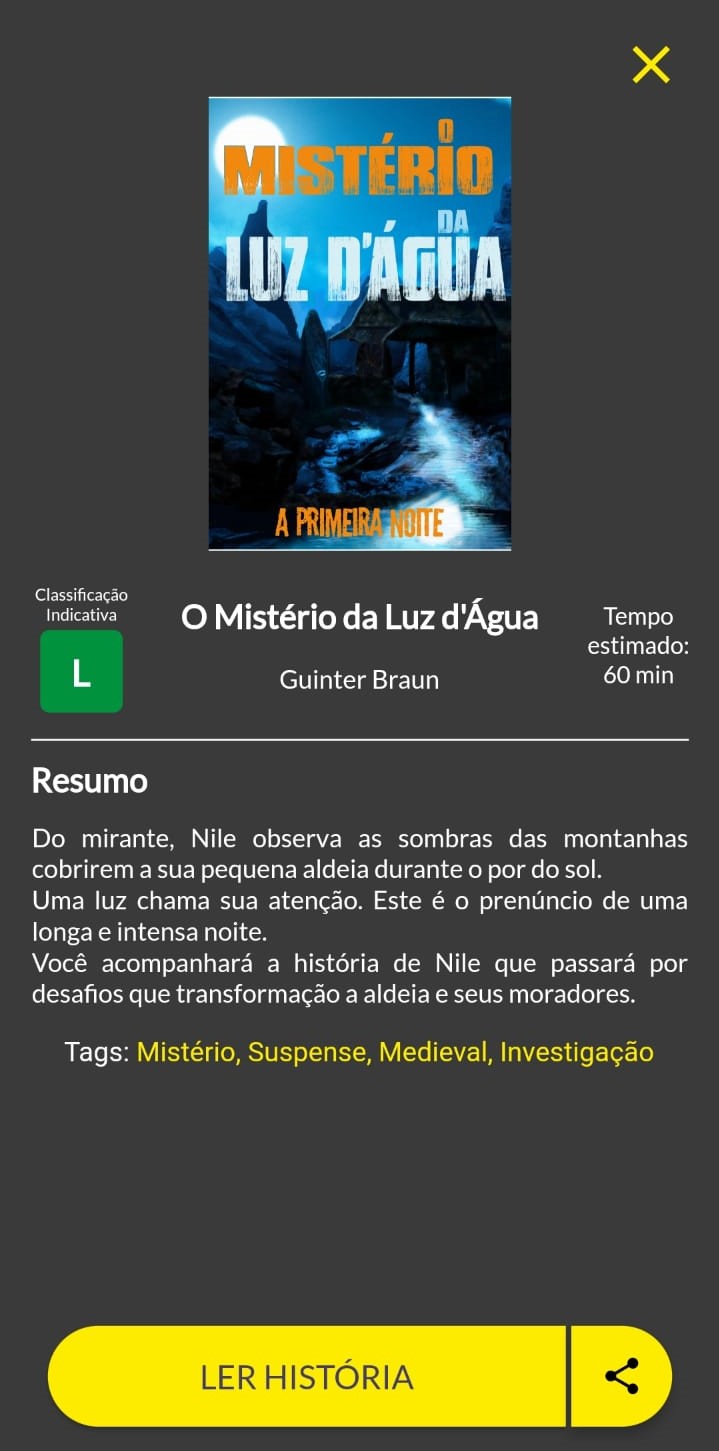 O
MISTÉRIO
DA
LUZ D'ÁGUA
A PRIMEIRA NOITE
Classificação
Indicativa
L
O Mistério da Luz d'Água
Guinter Braun
Tempo
estimado:
60 min
Resumo
Do mirante, Nile observa as sombras das montanhas
cobrirem a sua pequena aldeia durante o por do sol.
Uma luz chama sua atenção. Este é o prenúncio de uma
longa e intensa noite.
Você acompanhará a história de Nile que passará por
desafios que transformação a aldeia e seus moradores.
Tags: Mistério, Suspense, Medieval, Investigação
LER HISTÓRIA